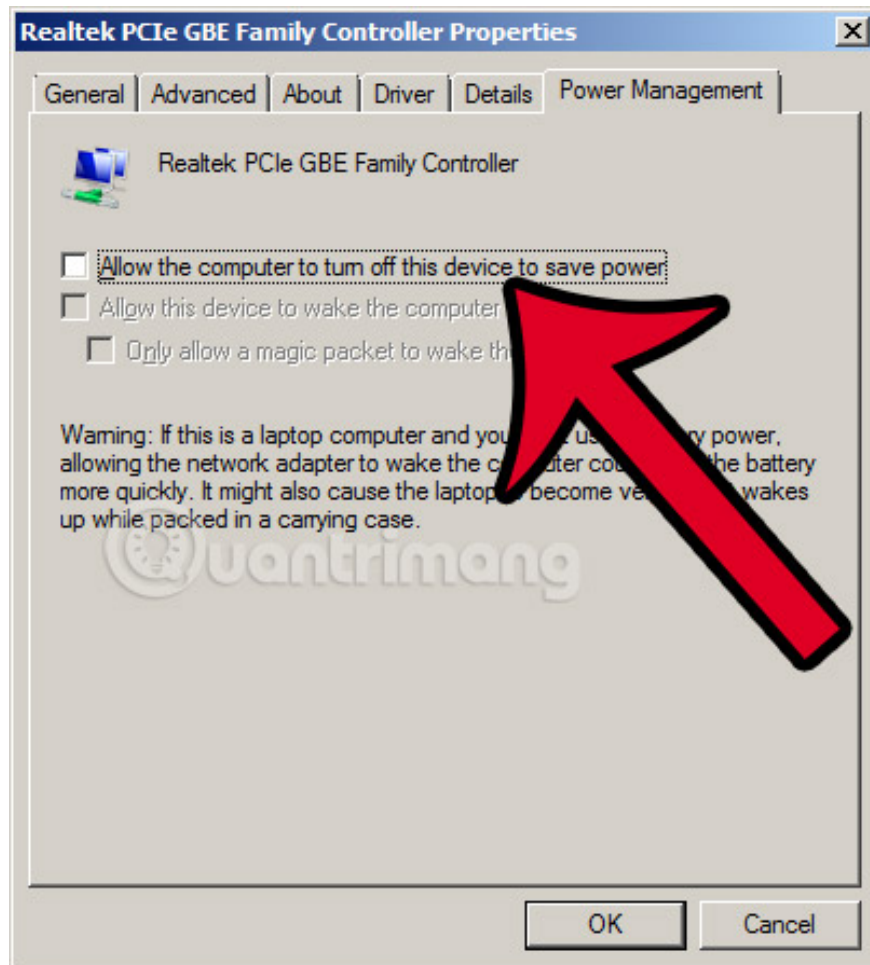 Realtek PCIe GBE Family Controller Properties
General Advanced About Driver Details Power Management
Realtek PCIe GBE Family Controller
Allow the computer to turn off this device to save power
Allow this device to wake the computer
Only allow a magic packet to wake
Warning: If this is a laptop computer and you power,
allowing the network adapter to wake the the battery
more quickly. It might also cause the laptop become wakes
up while packed in a carrying case.
Quantrimang
OK Cancel